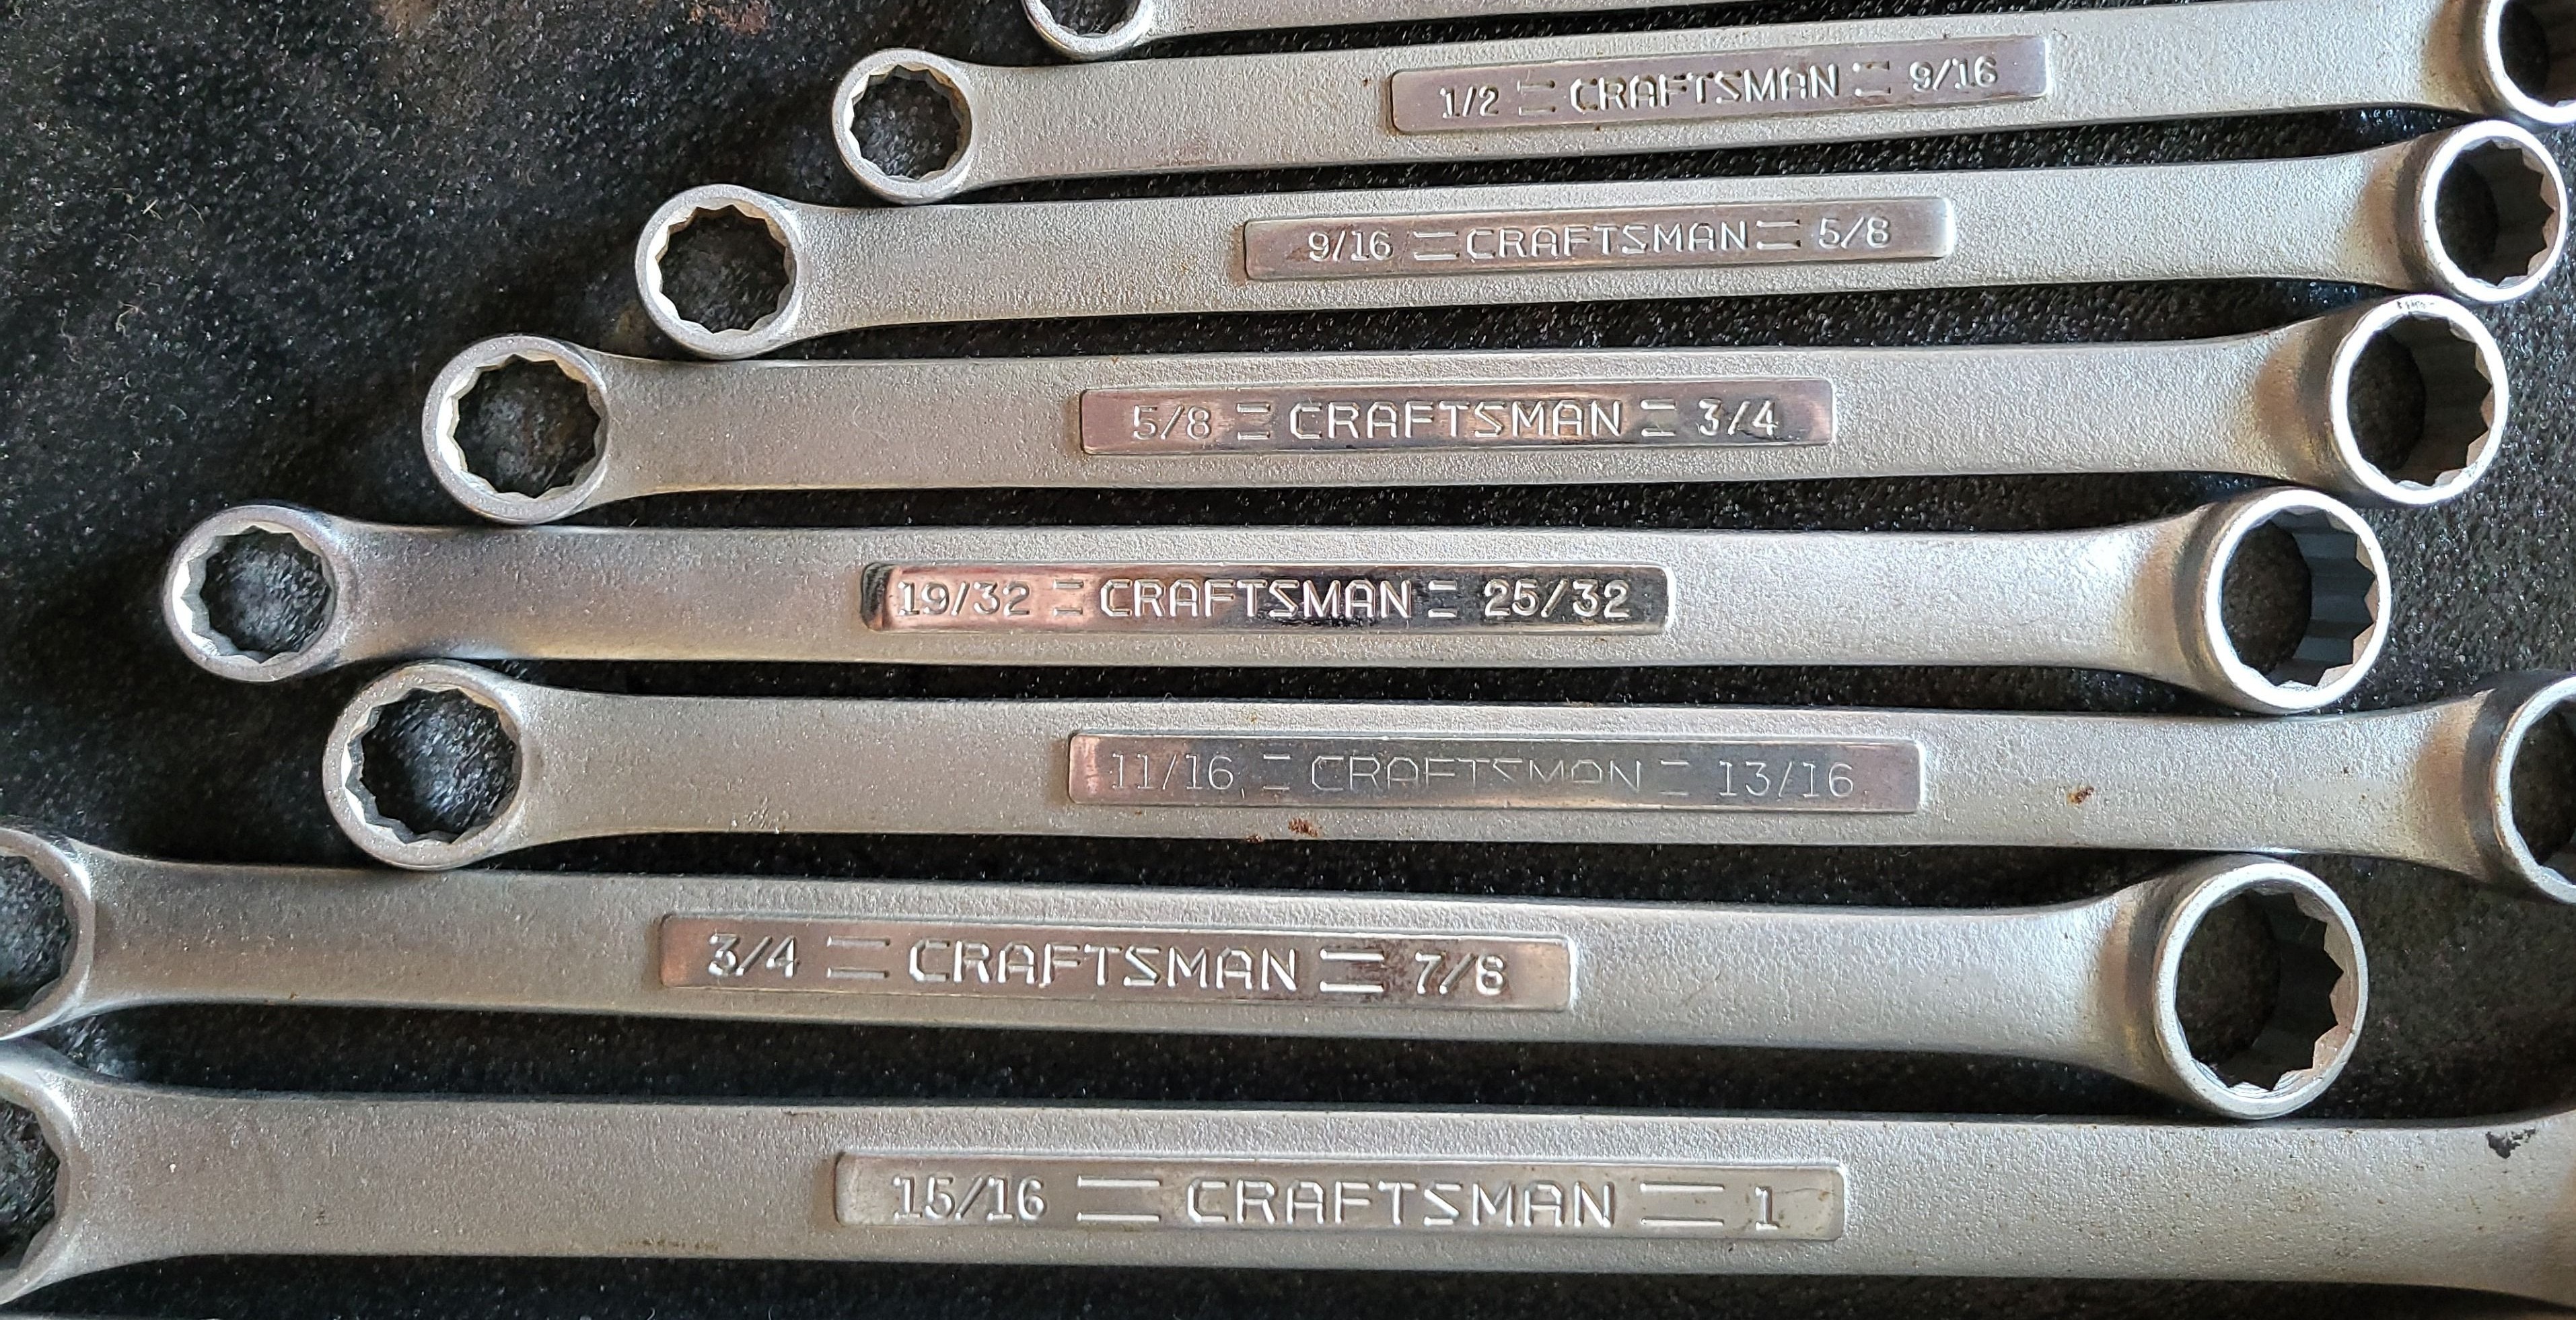 1/2 = CRAFTSMAN = 9/16
9/16 = CRAFTSMAN = 5/8
5/8 = CRAFTSMAN = 3/4
19/32 = CRAFTSMAN = 25/32
11/16 = CRAFTSMAN = 13/16
3/4 = CRAFTSMAN = 7/8
15/16 = CRAFTSMAN = 1